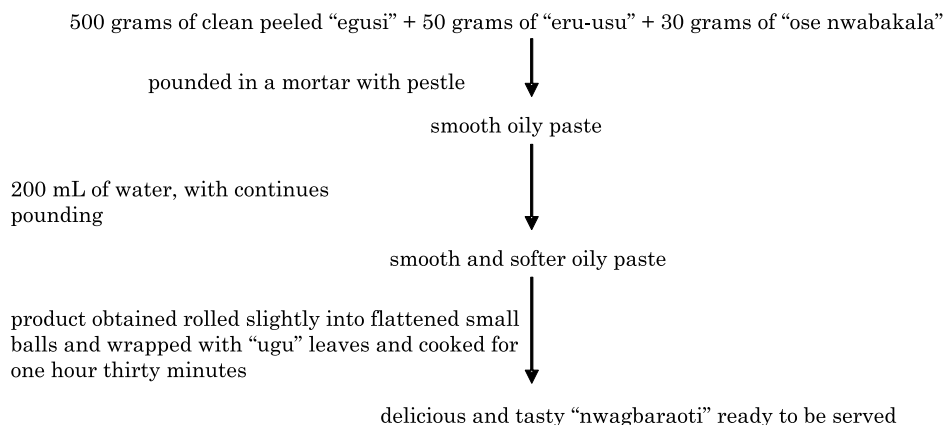 500 grams of clean peeled “egusi” + 50 grams of “eru-usu” + 30 grams of “ose nwabakala”
pounded in a mortar with pestle
smooth oily paste
200 mL of water, with continues
pounding
smooth and softer oily paste
product obtained rolled slightly into flattened small
balls and wrapped with “ugu” leaves and cooked for
one hour thirty minutes
delicious and tasty “nwagbaraoti” ready to be served